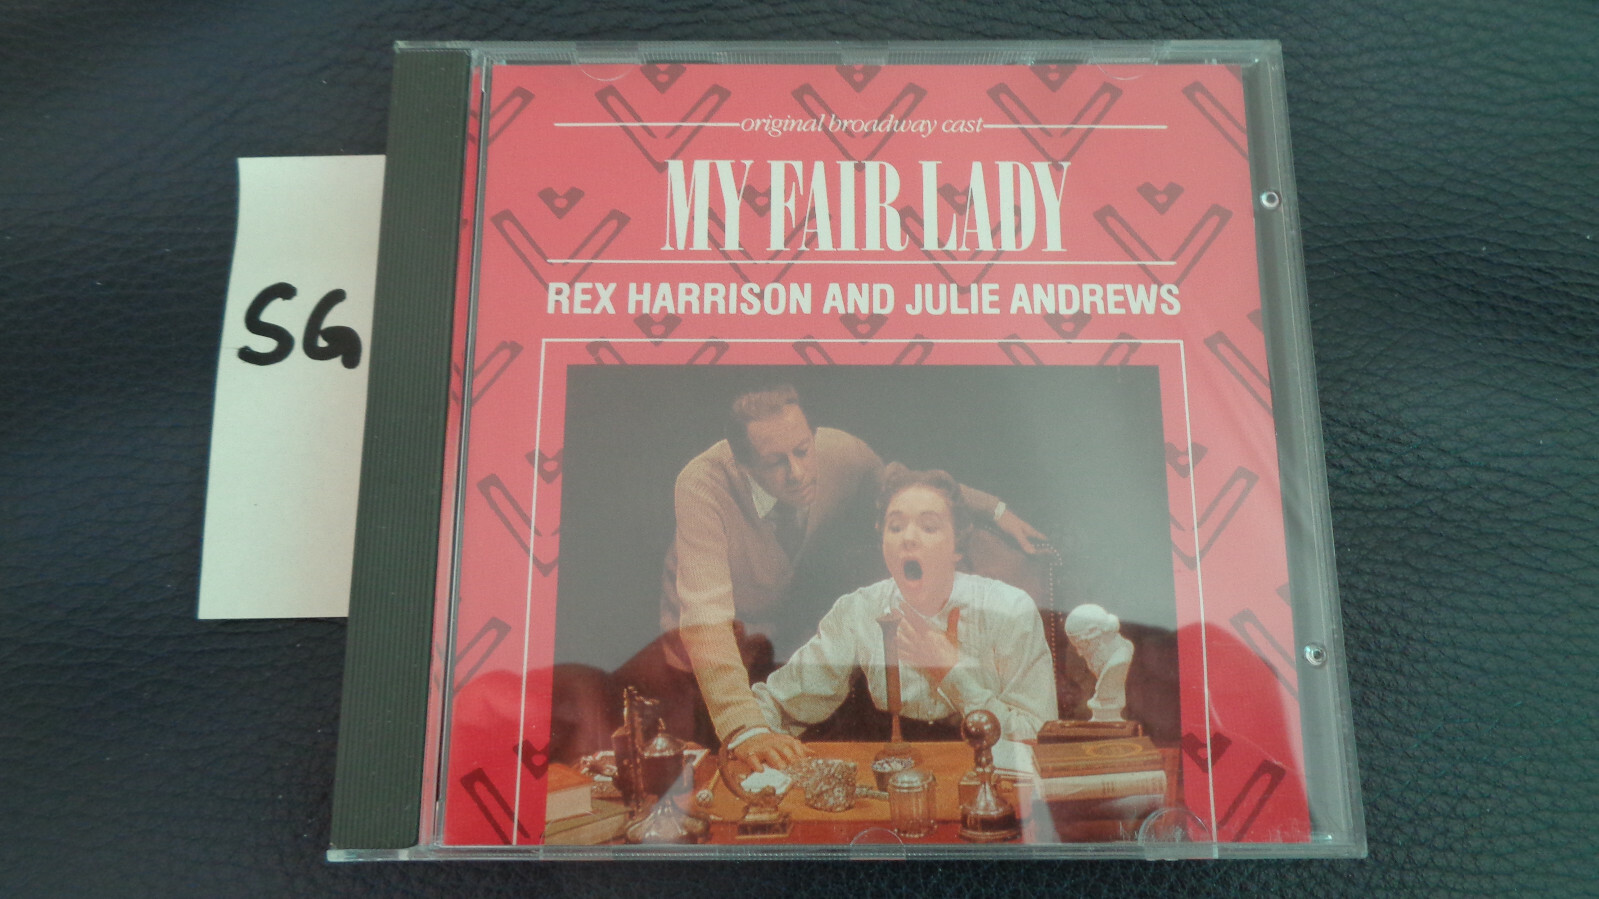 original broadway cast
MY FAIR LADY
REX HARRISON AND JULIE ANDREWS
SG